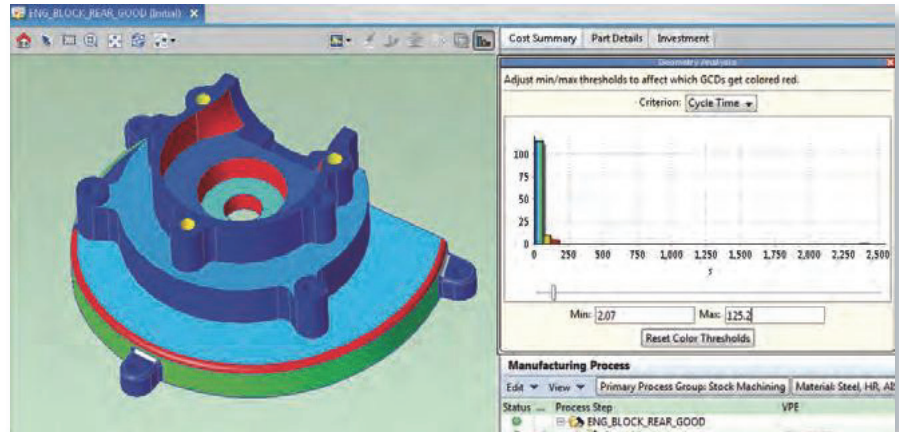 ENG_BLOCK_REAR_GOOD (Initial)
Cost Summary Part Details Investment
Geometry Analysis
Adjust min/max thresholds to affect which GCDs get colored red.
Criterion: Cycle Time
100
75
50
25
0
0 250 500 750 1,000 1,250 1,500 1,750 2,000 2,250 2,500
s
Min: 2.07 Max: 125.2
Reset Color Thresholds
Manufacturing Process
Edit View Primary Process Group: Stock Machining Material: Steel, HR,
Status ... Process Step VPE
ENG_BLOCK_REAR_GOOD